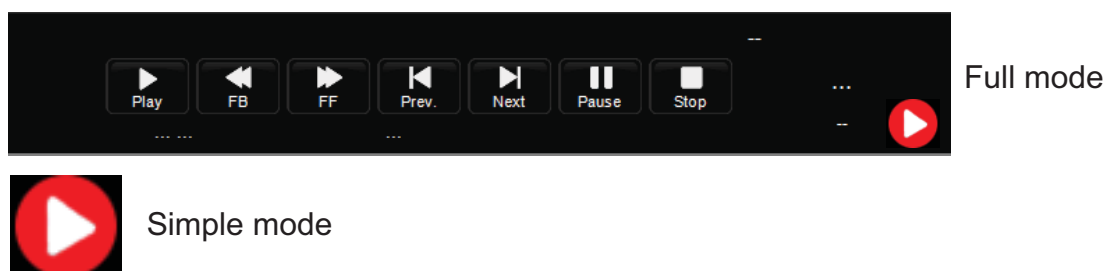 --
Play FB FF Prev. Next Pause Stop
...
Full mode
... ...
...
--
Simple mode